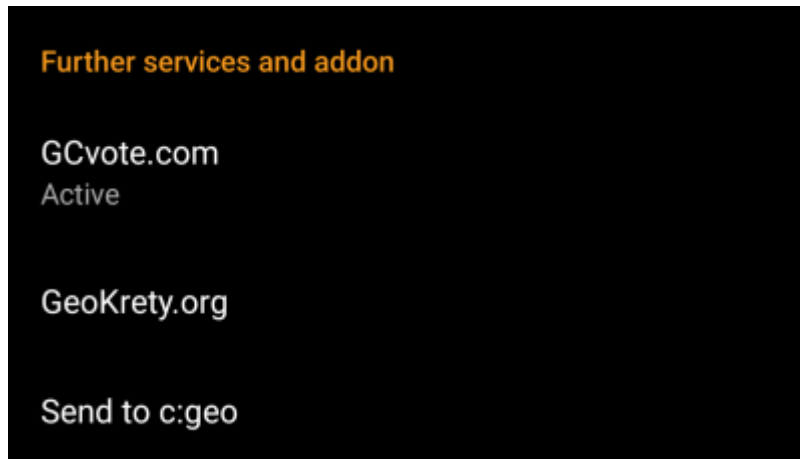 Further services and addon
GCvote.com
Active
GeoKrety.org
Send to c:geo